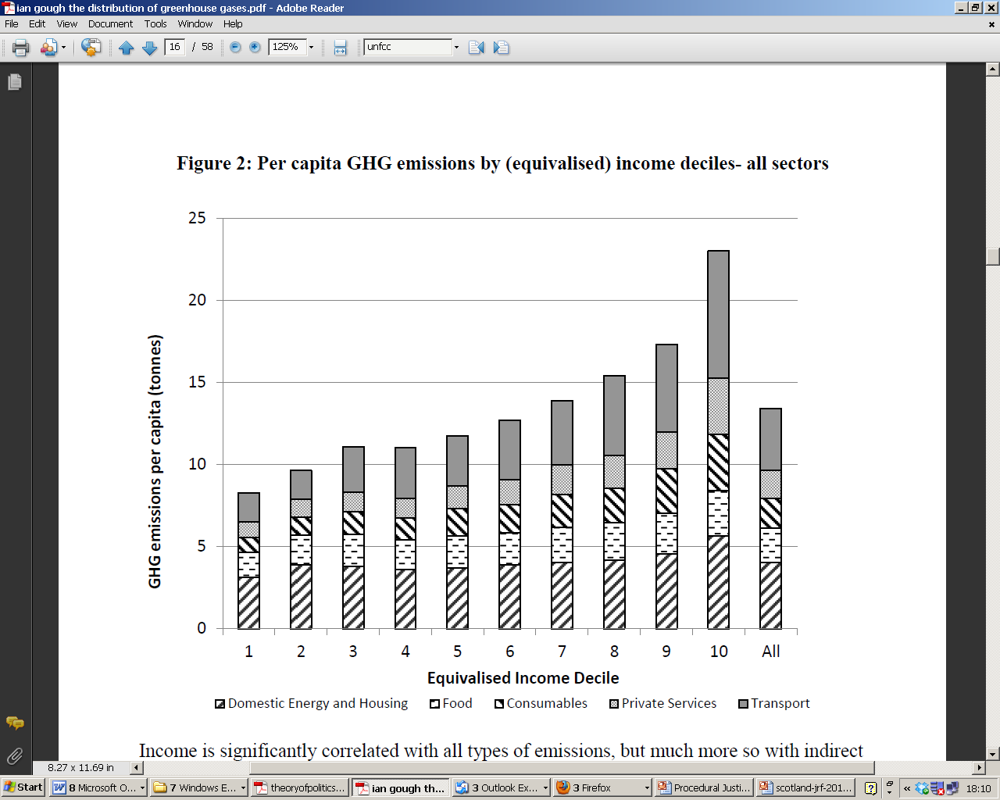 ian gough the distribution of greenhouse gases.pdf - Adobe Reader
File Edit View Document Tools Window Help
16 / 58 125% unfcc
Figure 2: Per capita GHG emissions by (equivalised) income deciles- all sectors
25
20
15
10
5
0
GHG emissions per capita (tonnes)
1 2 3 4 5 6 7 8 9 10 All
Equivalised Income Decile
Domestic Energy and Housing Food Consumables Private Services Transport
Income is significantly correlated with all types of emissions, but much more so with indirect
8.27 x 11.69 in
Start 8 Microsoft O... 7 Windows E... theoryofpolitics... ian gough th... 3 Outlook Ex... 3 Firefox Procedural Justi... scotland-jrf-201... « 18:10